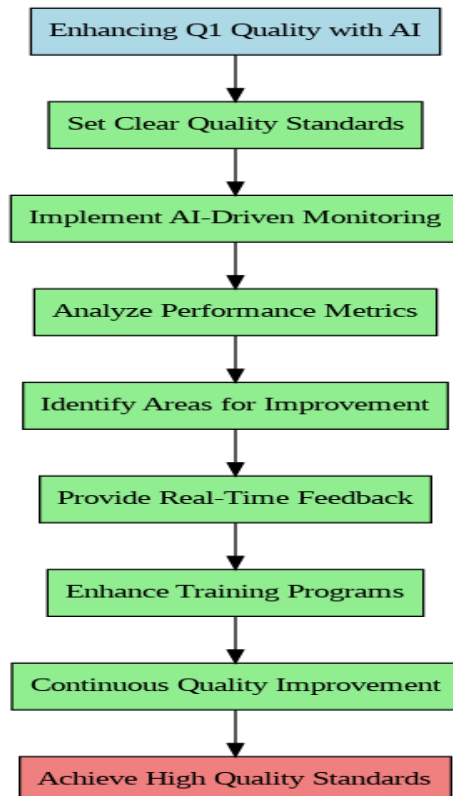 Enhancing Q1 Quality with AI
Set Clear Quality Standards
Implement AI-Driven Monitoring
Analyze Performance Metrics
Identify Areas for Improvement
Provide Real-Time Feedback
Enhance Training Programs
Continuous Quality Improvement
Achieve High Quality Standards